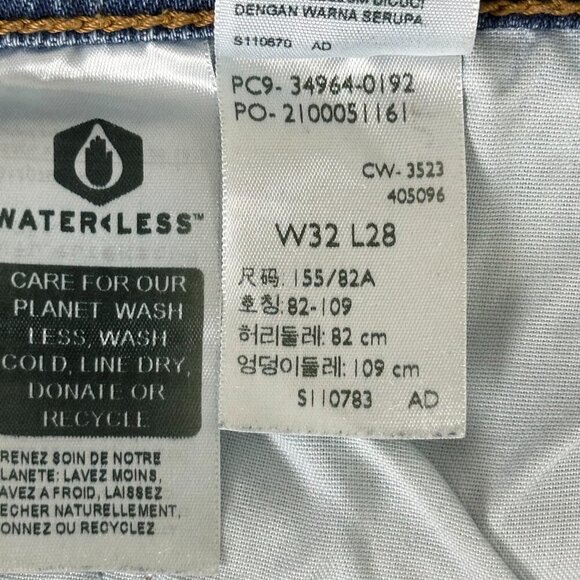 DENGAN WARNA SERUPA
S110670 AD
PC9- 34964-0192
PO- 2100051161
CW- 3523
405096
W32 L28
尺码: 155/82A
호칭: 82-109
허리둘레: 82 cm
엉덩이둘레: 109 cm
S110783 AD
WATER<LESS™
CARE FOR OUR
PLANET WASH
LESS, WASH
COLD, LINE DRY,
DONATE OR
RECYCLE
RENEZ SOIN DE NOTRE
LANÈTE: LAVEZ MOINS,
AVEZ A FROID, LAISSEZ
ECHER NATURELLEMENT,
ONNEZ OU RECYCLEZ